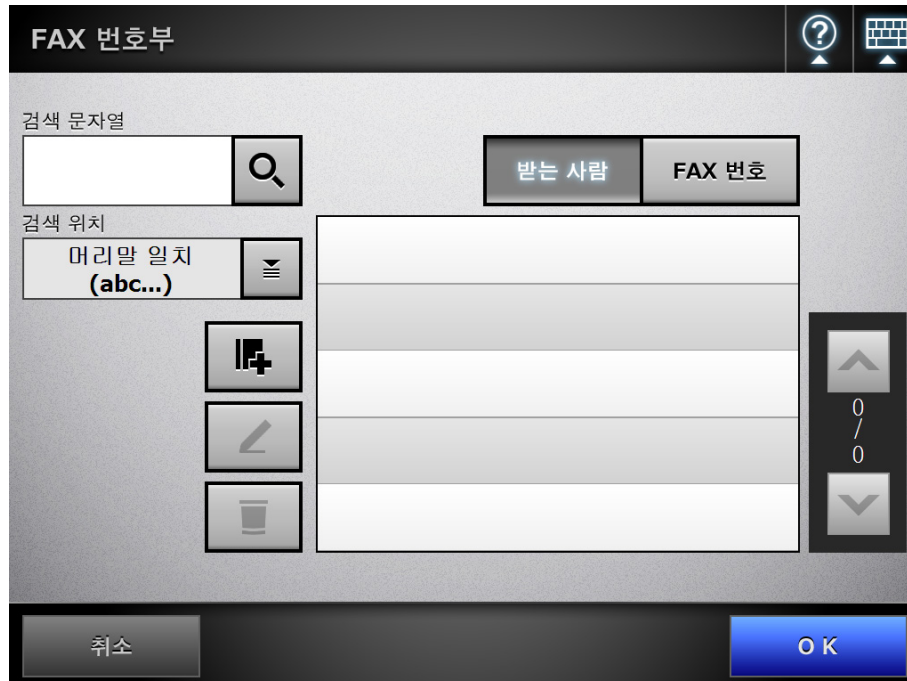 FAX 번호부
검색 문자열
받는 사람
FAX 번호
검색 위치
머리말 일치
(abc...)
0
/
0
취소
OK